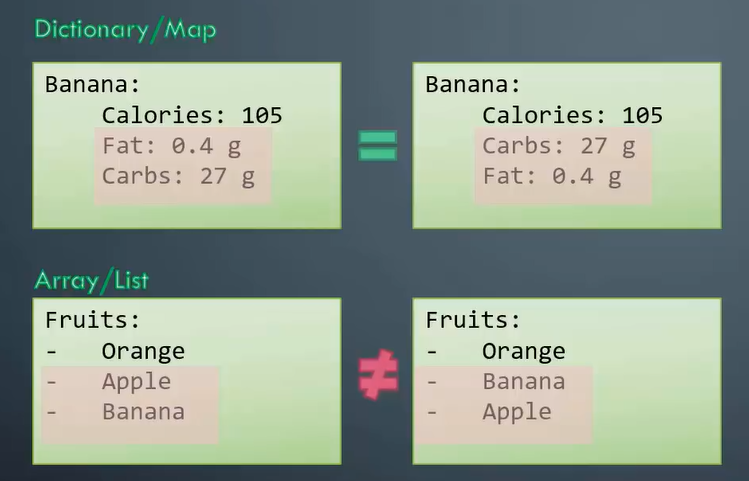 Dictionary/Map
Banana:
Calories: 105
Fat: 0.4 g
Carbs: 27 g
=
Banana:
Calories: 105
Carbs: 27 g
Fat: 0.4 g
Array/List
Fruits:
- Orange
- Apple
- Banana
≠
Fruits:
- Orange
- Banana
- Apple